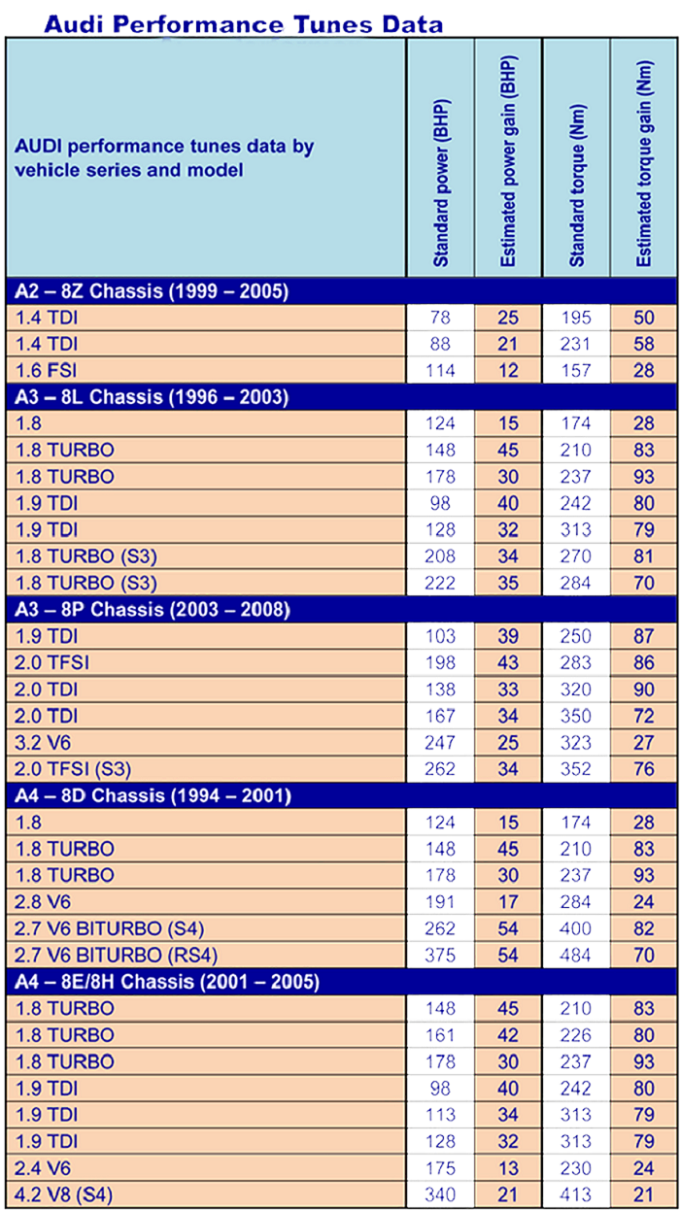 Audi Performance Tunes Data
AUDI performance tunes data by
vehicle series and model
Standard power (BHP)
Estimated power gain (BHP)
Standard torque (Nm)
Estimated torque gain (Nm)
A2 – 8Z Chassis (1999 – 2005)
1.4 TDI 78 25 195 50
1.4 TDI 88 21 231 58
1.6 FSI 114 12 157 28
A3 – 8L Chassis (1996 – 2003)
1.8 124 15 174 28
1.8 TURBO 148 45 210 83
1.8 TURBO 178 30 237 93
1.9 TDI 98 40 242 80
1.9 TDI 128 32 313 79
1.8 TURBO (S3) 208 34 270 81
1.8 TURBO (S3) 222 35 284 70
A3 – 8P Chassis (2003 – 2008)
1.9 TDI 103 39 250 87
2.0 TFSI 198 43 283 86
2.0 TDI 138 33 320 90
2.0 TDI 167 34 350 72
3.2 V6 247 25 323 27
2.0 TFSI (S3) 262 34 352 76
A4 – 8D Chassis (1994 – 2001)
1.8 124 15 174 28
1.8 TURBO 148 45 210 83
1.8 TURBO 178 30 237 93
2.8 V6 191 17 284 24
2.7 V6 BITURBO (S4) 262 54 400 82
2.7 V6 BITURBO (RS4) 375 54 484 70
A4 – 8E/8H Chassis (2001 – 2005)
1.8 TURBO 148 45 210 83
1.8 TURBO 161 42 226 80
1.8 TURBO 178 30 237 93
1.9 TDI 98 40 242 80
1.9 TDI 113 34 313 79
1.9 TDI 128 32 313 79
2.4 V6 175 13 230 24
4.2 V8 (S4) 340 21 413 21